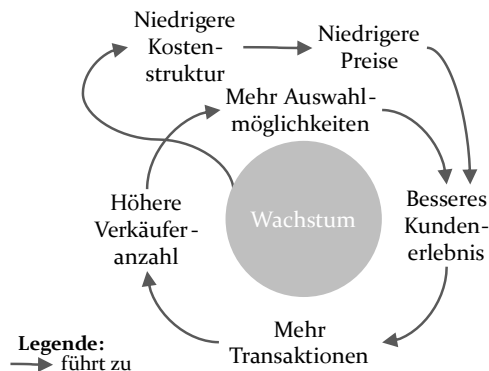 Niedrigere
Kosten-
struktur
Niedrigere
Preise
Mehr Auswahl-
möglichkeiten
Höhere
Verkäufer-
anzahl
Wachstum
Besseres
Kunden-
erlebnis
Mehr
Transaktionen
Legende:
führt zu